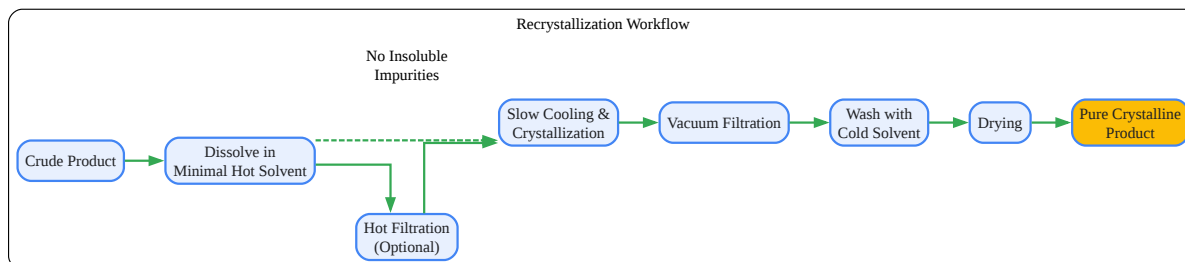 Recrystallization Workflow
No Insoluble
Impurities
Crude Product
Dissolve in
Minimal Hot Solvent
Hot Filtration
(Optional)
Slow Cooling &
Crystallization
Vacuum Filtration
Wash with
Cold Solvent
Drying
Pure Crystalline
Product